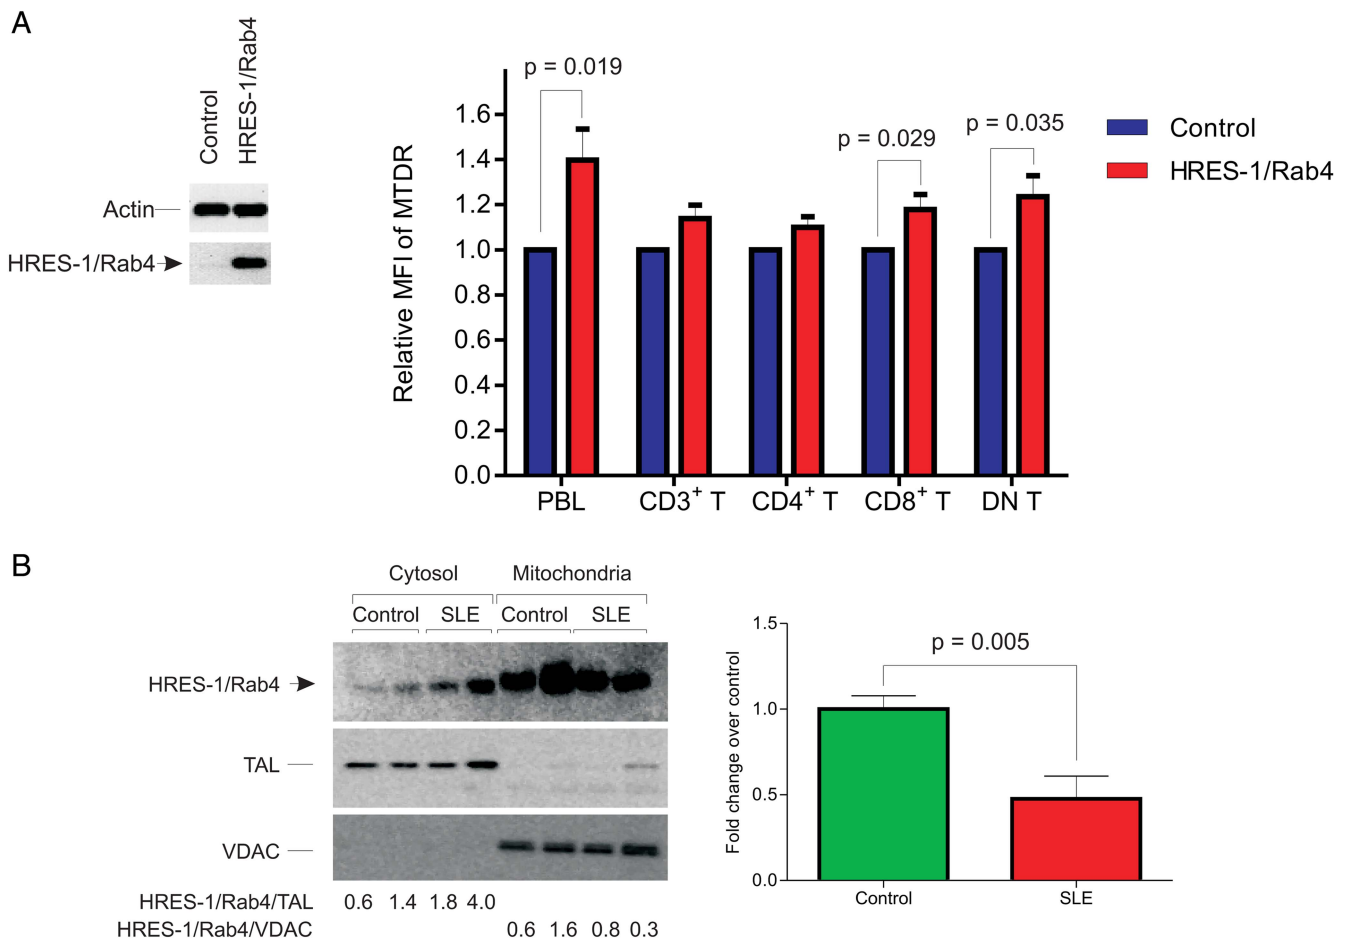 A
Control
HRES-1/Rab4
Actin
HRES-1/Rab4
Relative MFI of MTDR
1.6
1.4
1.2
1.0
0.8
0.6
0.4
0.2
0.0
p = 0.019
p = 0.029
p = 0.035
PBL
CD3+ T
CD4+ T
CD8+ T
DN T
Control
HRES-1/Rab4
B
Cytosol Mitochondria
Control SLE Control SLE
HRES-1/Rab4
TAL
VDAC
HRES-1/Rab4/TAL 0.6 1.4 1.8 4.0
HRES-1/Rab4/VDAC 0.6 1.6 0.8 0.3
Fold change over control
1.5
1.0
0.5
0.0
p = 0.005
Control
SLE